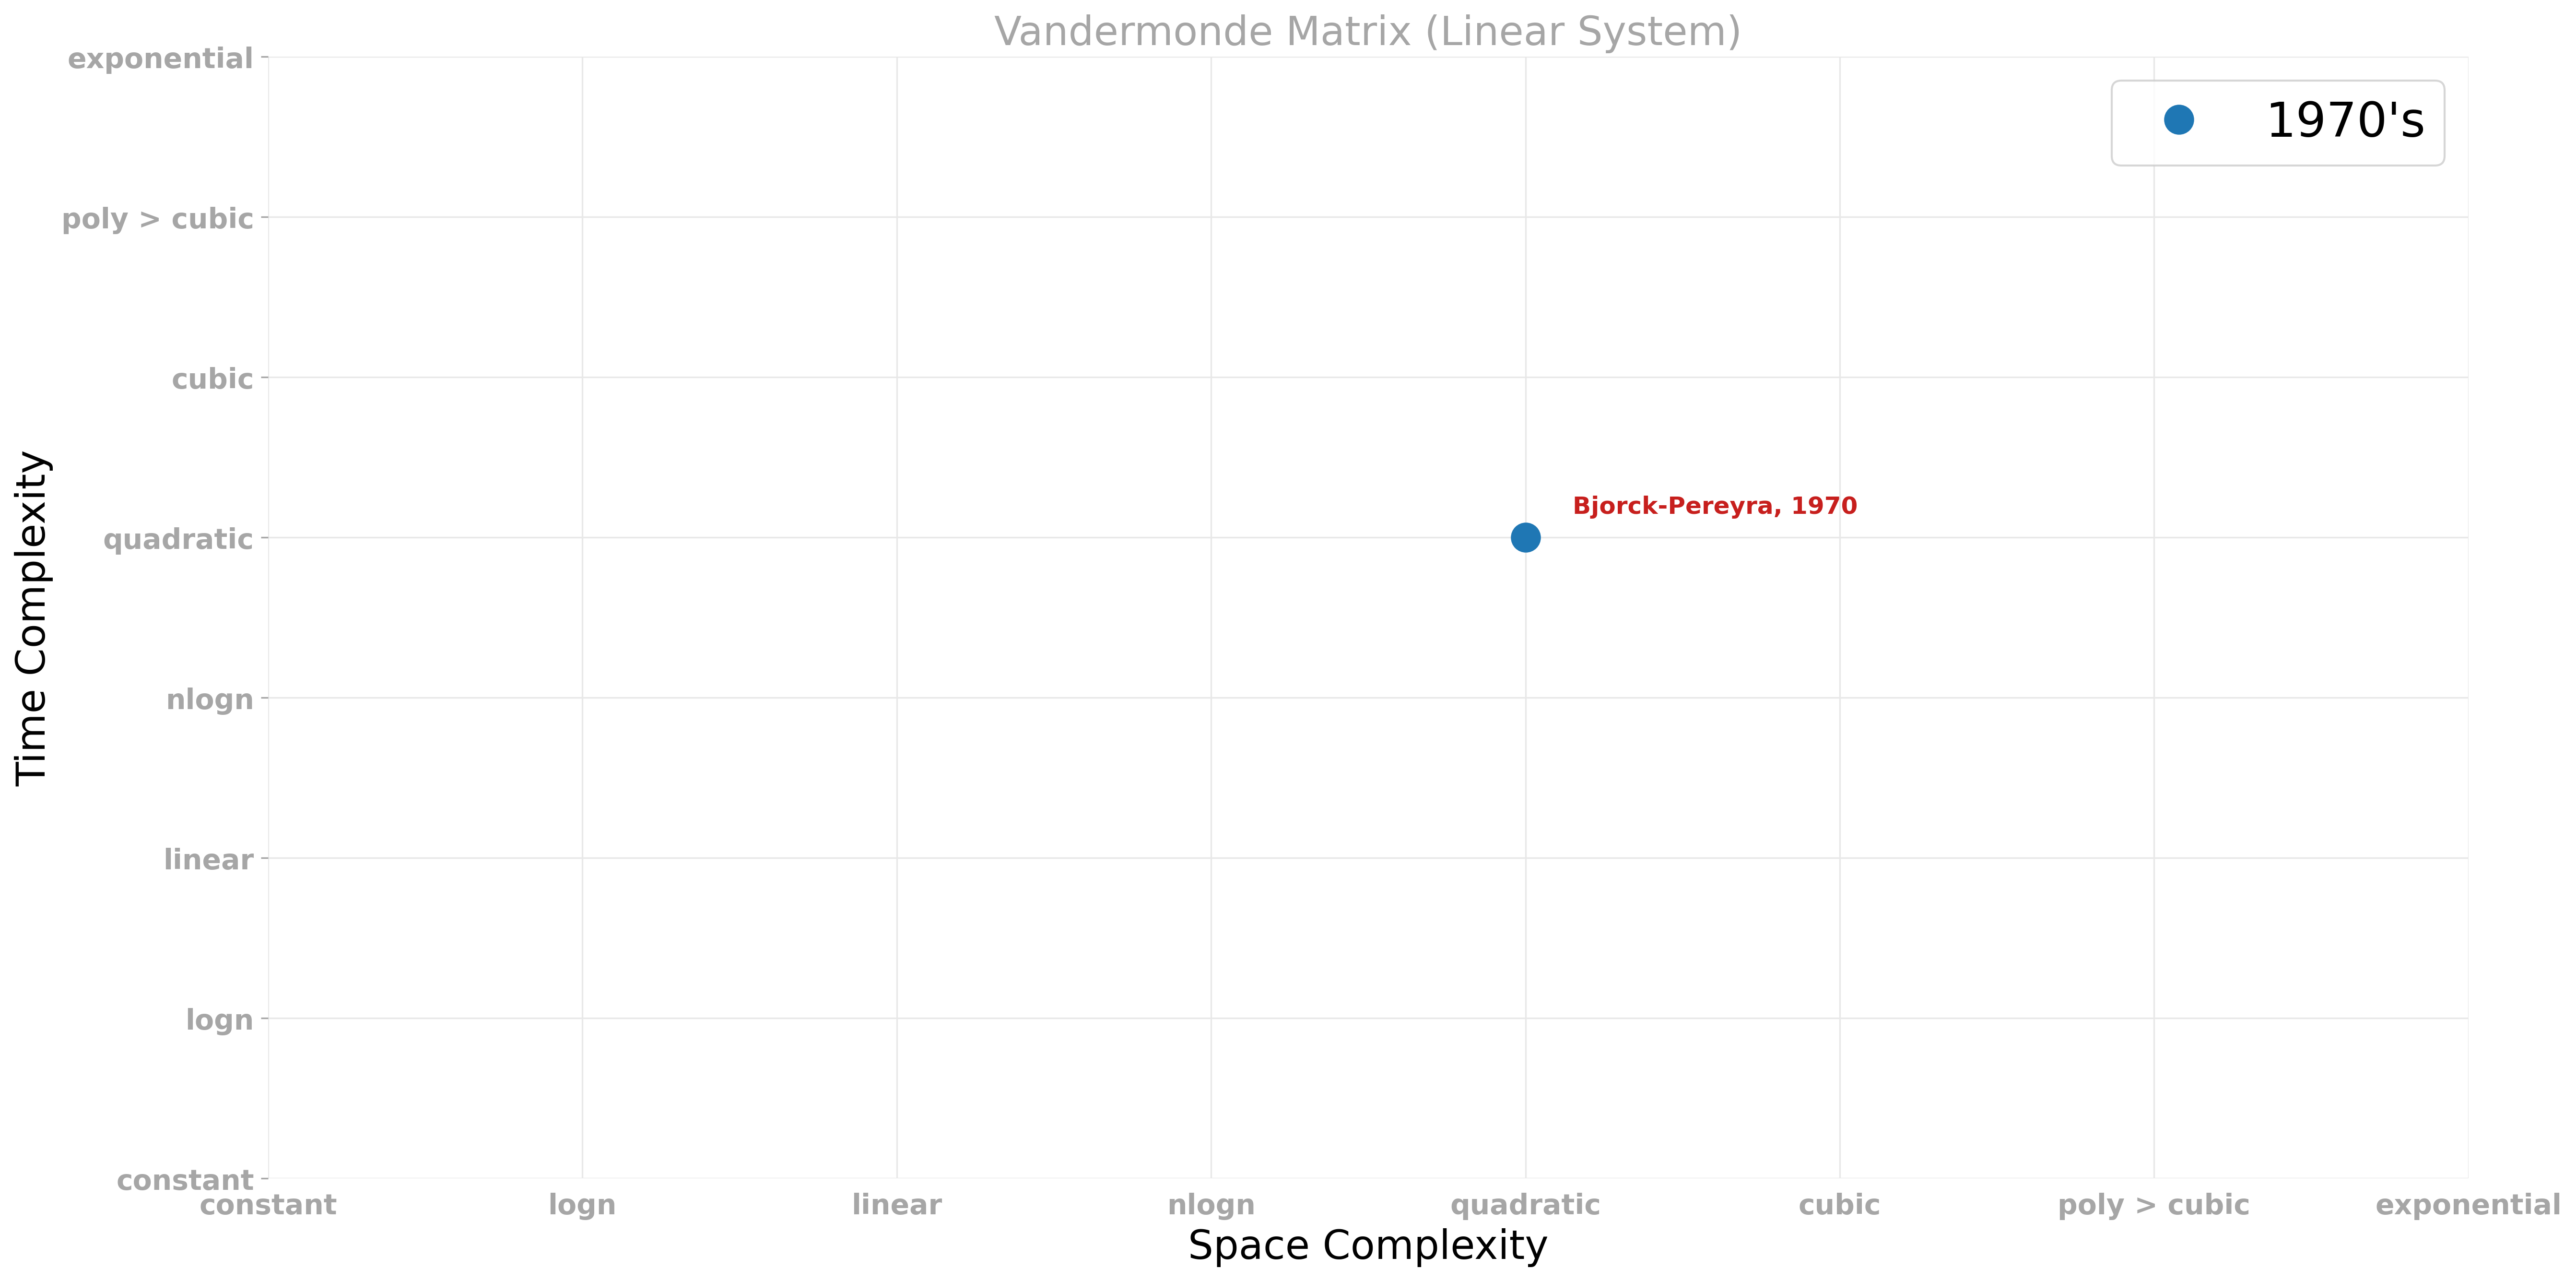 Vandermonde Matrix (Linear System)
exponential
1970's
poly > cubic
cubic
Bjorck-Pereyra, 1970
quadratic
nlogn
linear
logn
constant
Time Complexity
constant
logn
linear
nlogn
quadratic
cubic
poly > cubic
exponential
Space Complexity